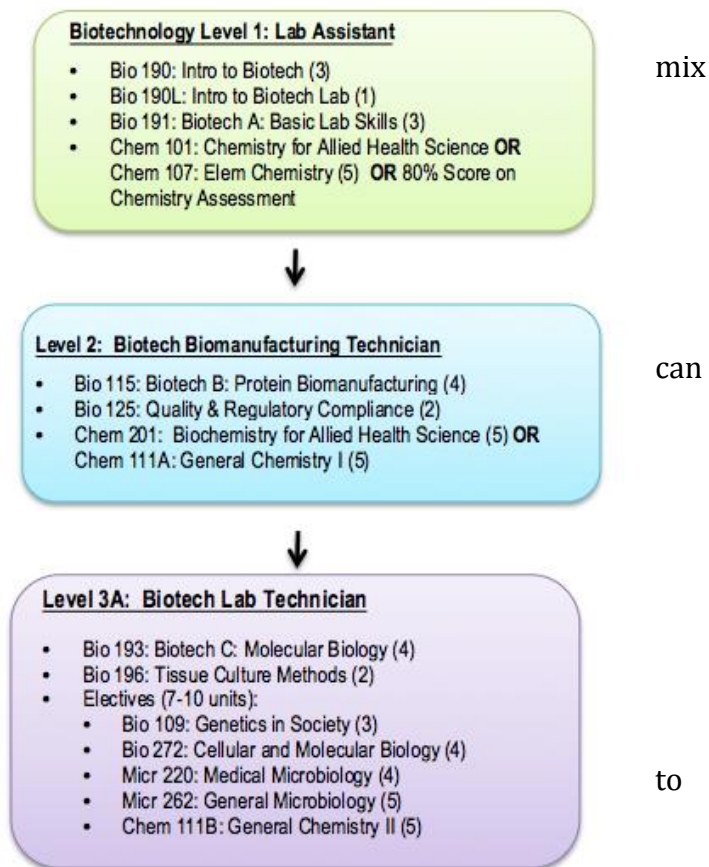 Biotechnology Level 1: Lab Assistant
• Bio 190: Intro to Biotech (3)
mix
• Bio 190L: Intro to Biotech Lab (1)
• Bio 191: Biotech A: Basic Lab Skills (3)
• Chem 101: Chemistry for Allied Health Science OR
Chem 107: Elem Chemistry (5) OR 80% Score on
Chemistry Assessment
Level 2: Biotech Biomanufacturing Technician
can
• Bio 115: Biotech B: Protein Biomanufacturing (4)
• Bio 125: Quality & Regulatory Compliance (2)
• Chem 201: Biochemistry for Allied Health Science (5) OR
Chem 111A: General Chemistry I (5)
Level 3A: Biotech Lab Technician
• Bio 193: Biotech C: Molecular Biology (4)
• Bio 196: Tissue Culture Methods (2)
• Electives (7-10 units):
• Bio 109: Genetics in Society (3)
• Bio 272: Cellular and Molecular Biology (4)
• Micr 220: Medical Microbiology (4)
to
• Micr 262: General Microbiology (5)
• Chem 111B: General Chemistry II (5)